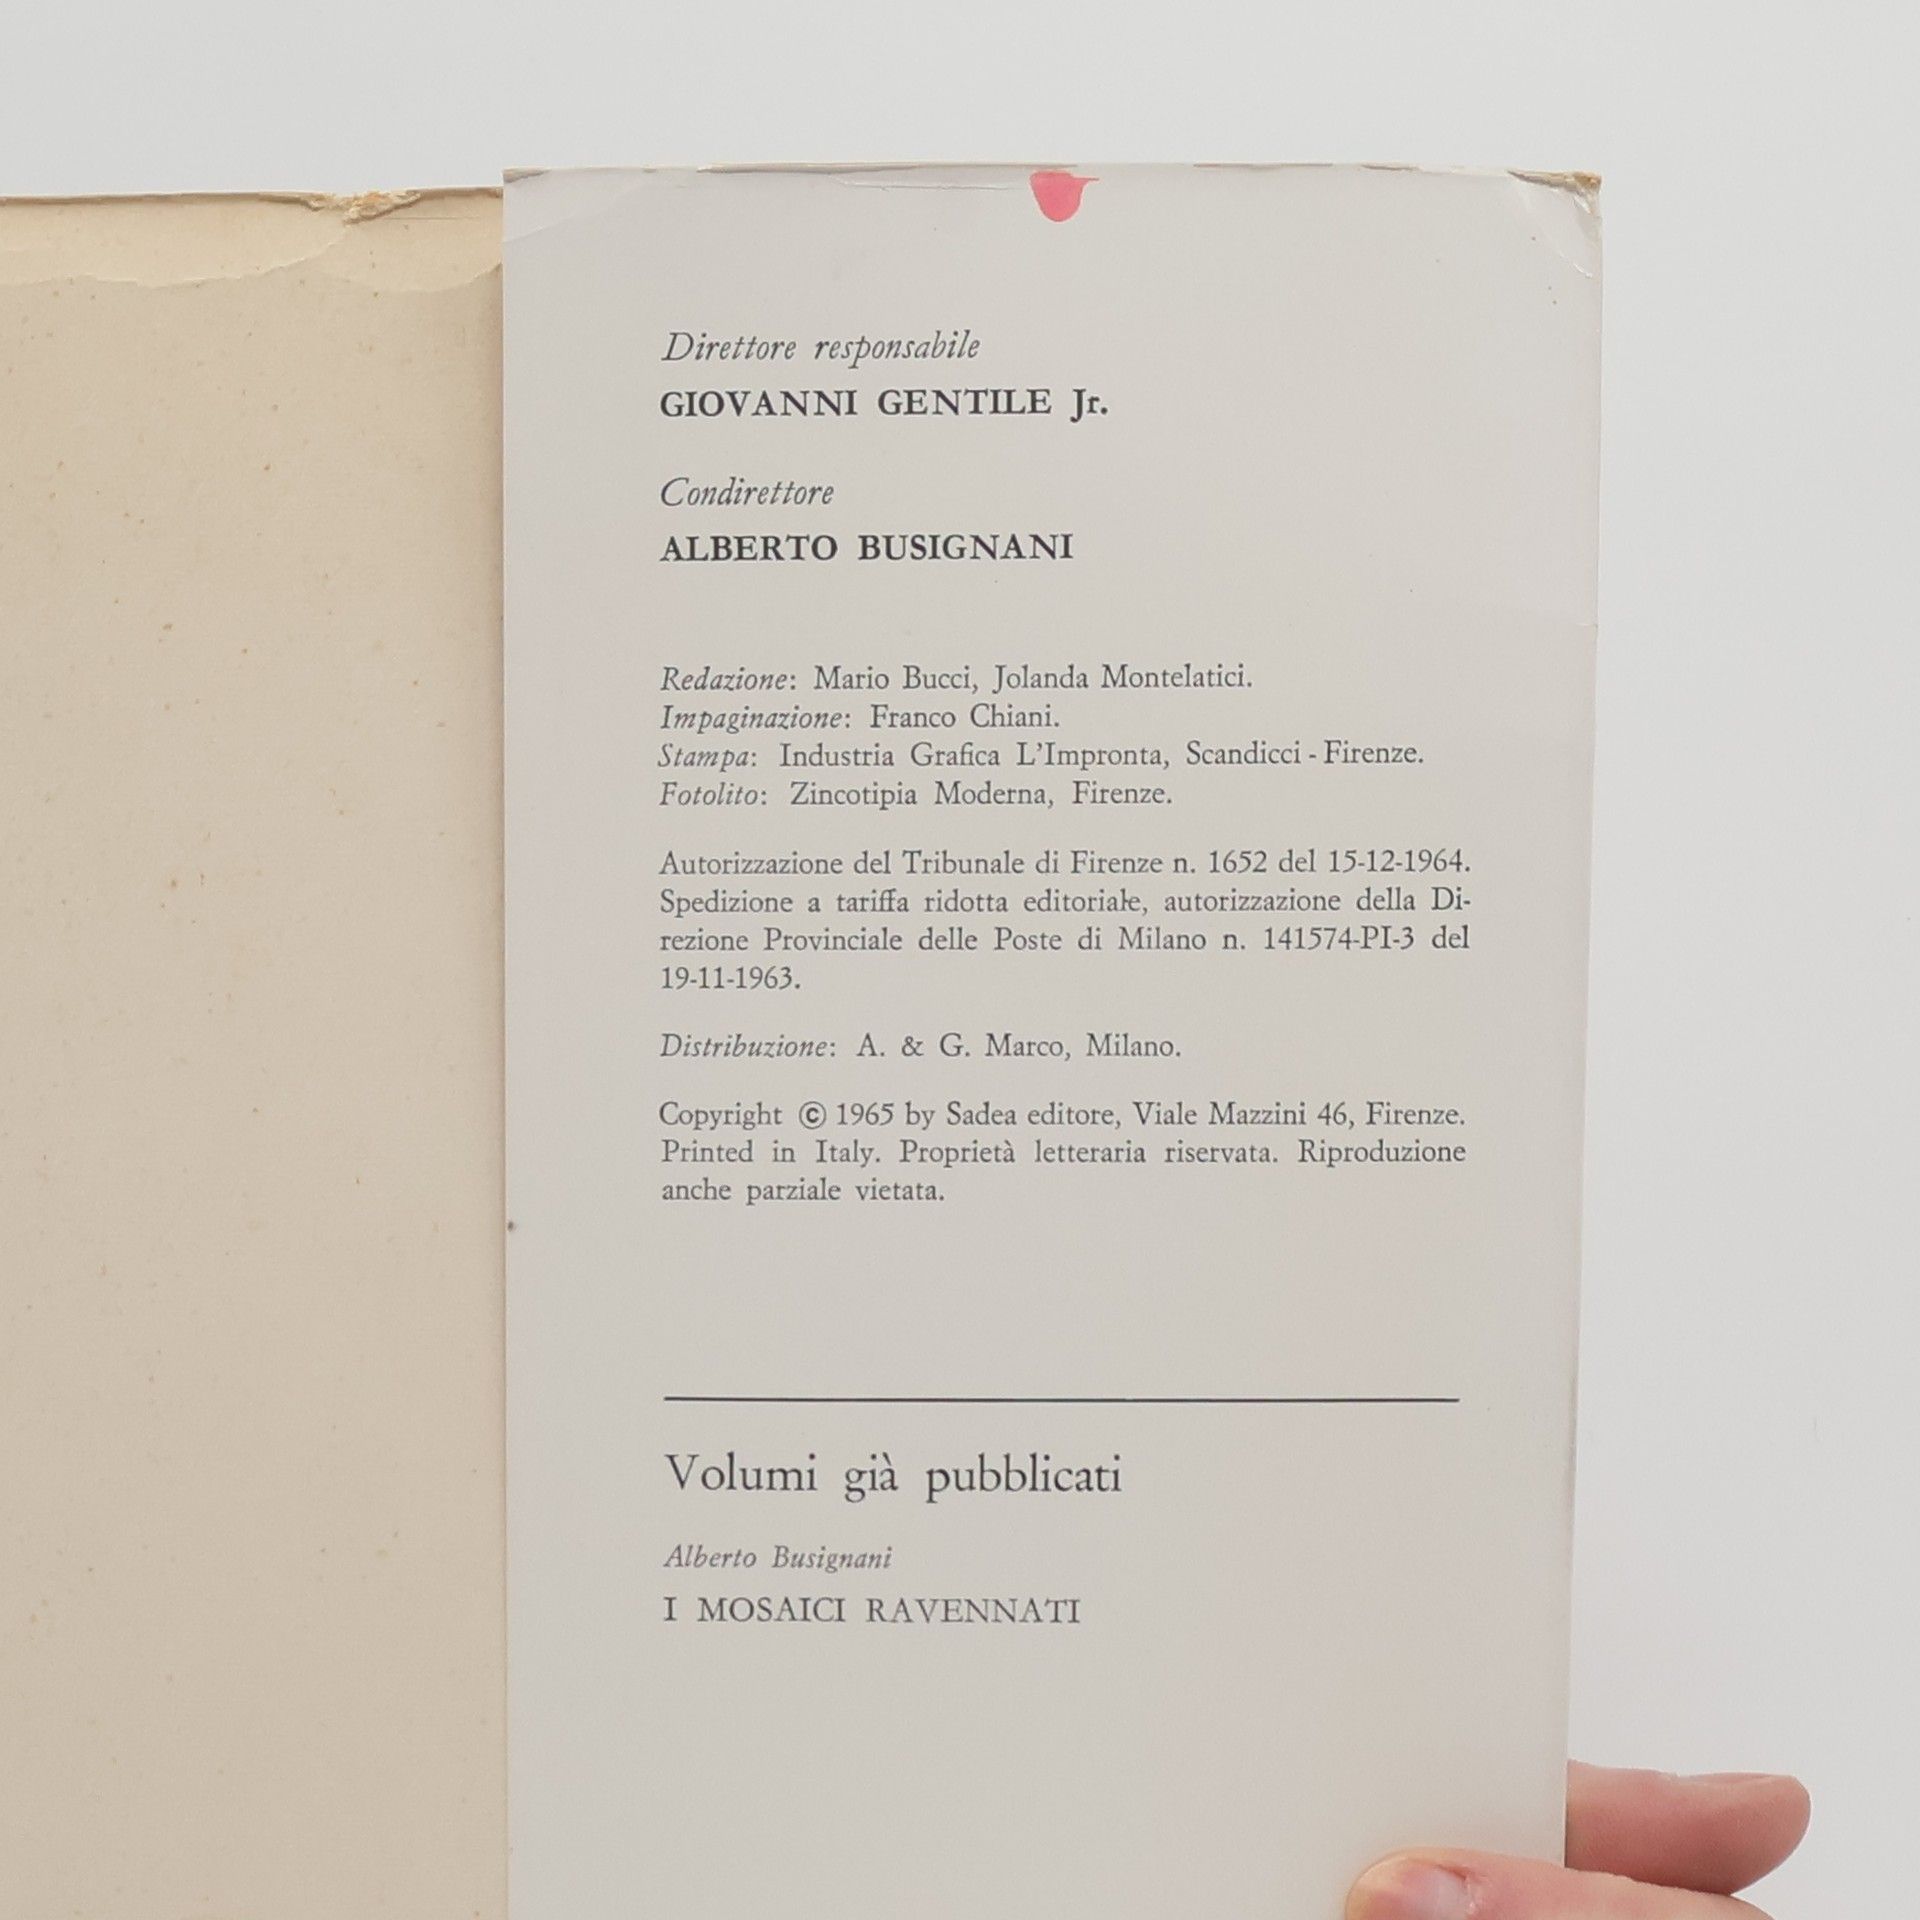 Direttore responsabile
GIOVANNI GENTILE Jr.
Condirettore
ALBERTO BUSIGNANI
Redazione: Mario Bucci, Jolanda Montelatici.
Impaginazione: Franco Chiani.
Stampa: Industria Grafica L'Impronta, Scandicci - Firenze.
Fotolito: Zincotipia Moderna, Firenze.
Autorizzazione del Tribunale di Firenze n. 1652 del 15-12-1964.
Spedizione a tariffa ridotta editoriale, autorizzazione della Di-
rezione Provinciale delle Poste di Milano n. 141574-PI-3 del
19-11-1963.
Distribuzione: A. & G. Marco, Milano.
Copyright © 1965 by Sadea editore, Viale Mazzini 46, Firenze.
Printed in Italy. Proprietà letteraria riservata. Riproduzione
anche parziale vietata.
Volumi già pubblicati
Alberto Busignani
I MOSAICI RAVENNATI